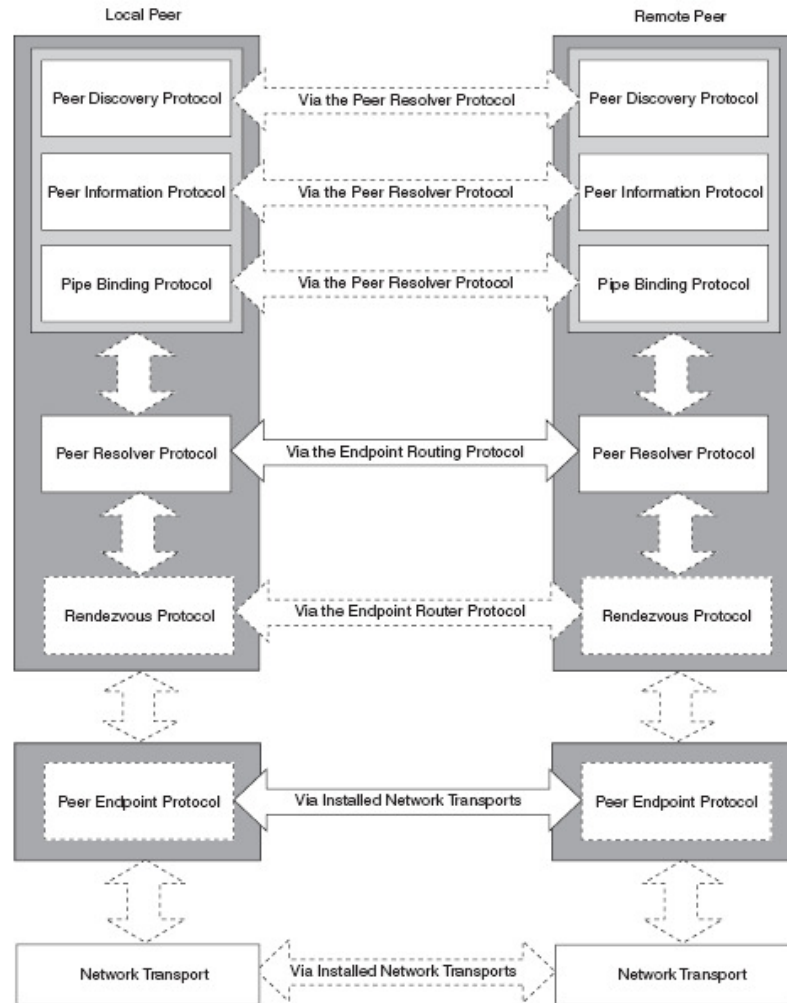 Local Peer
Remote Peer
Peer Discovery Protocol
Via the Peer Resolver Protocol
Peer Discovery Protocol
Peer Information Protocol
Via the Peer Resolver Protocol
Peer Information Protocol
Pipe Binding Protocol
Via the Peer Resolver Protocol
Pipe Binding Protocol
Peer Resolver Protocol
Via the Endpoint Routing Protocol
Peer Resolver Protocol
Rendezvous Protocol
Via the Endpoint Router Protocol
Rendezvous Protocol
Peer Endpoint Protocol
Via Installed Network Transports
Peer Endpoint Protocol
Network Transport
Via Installed Network Transports
Network Transport